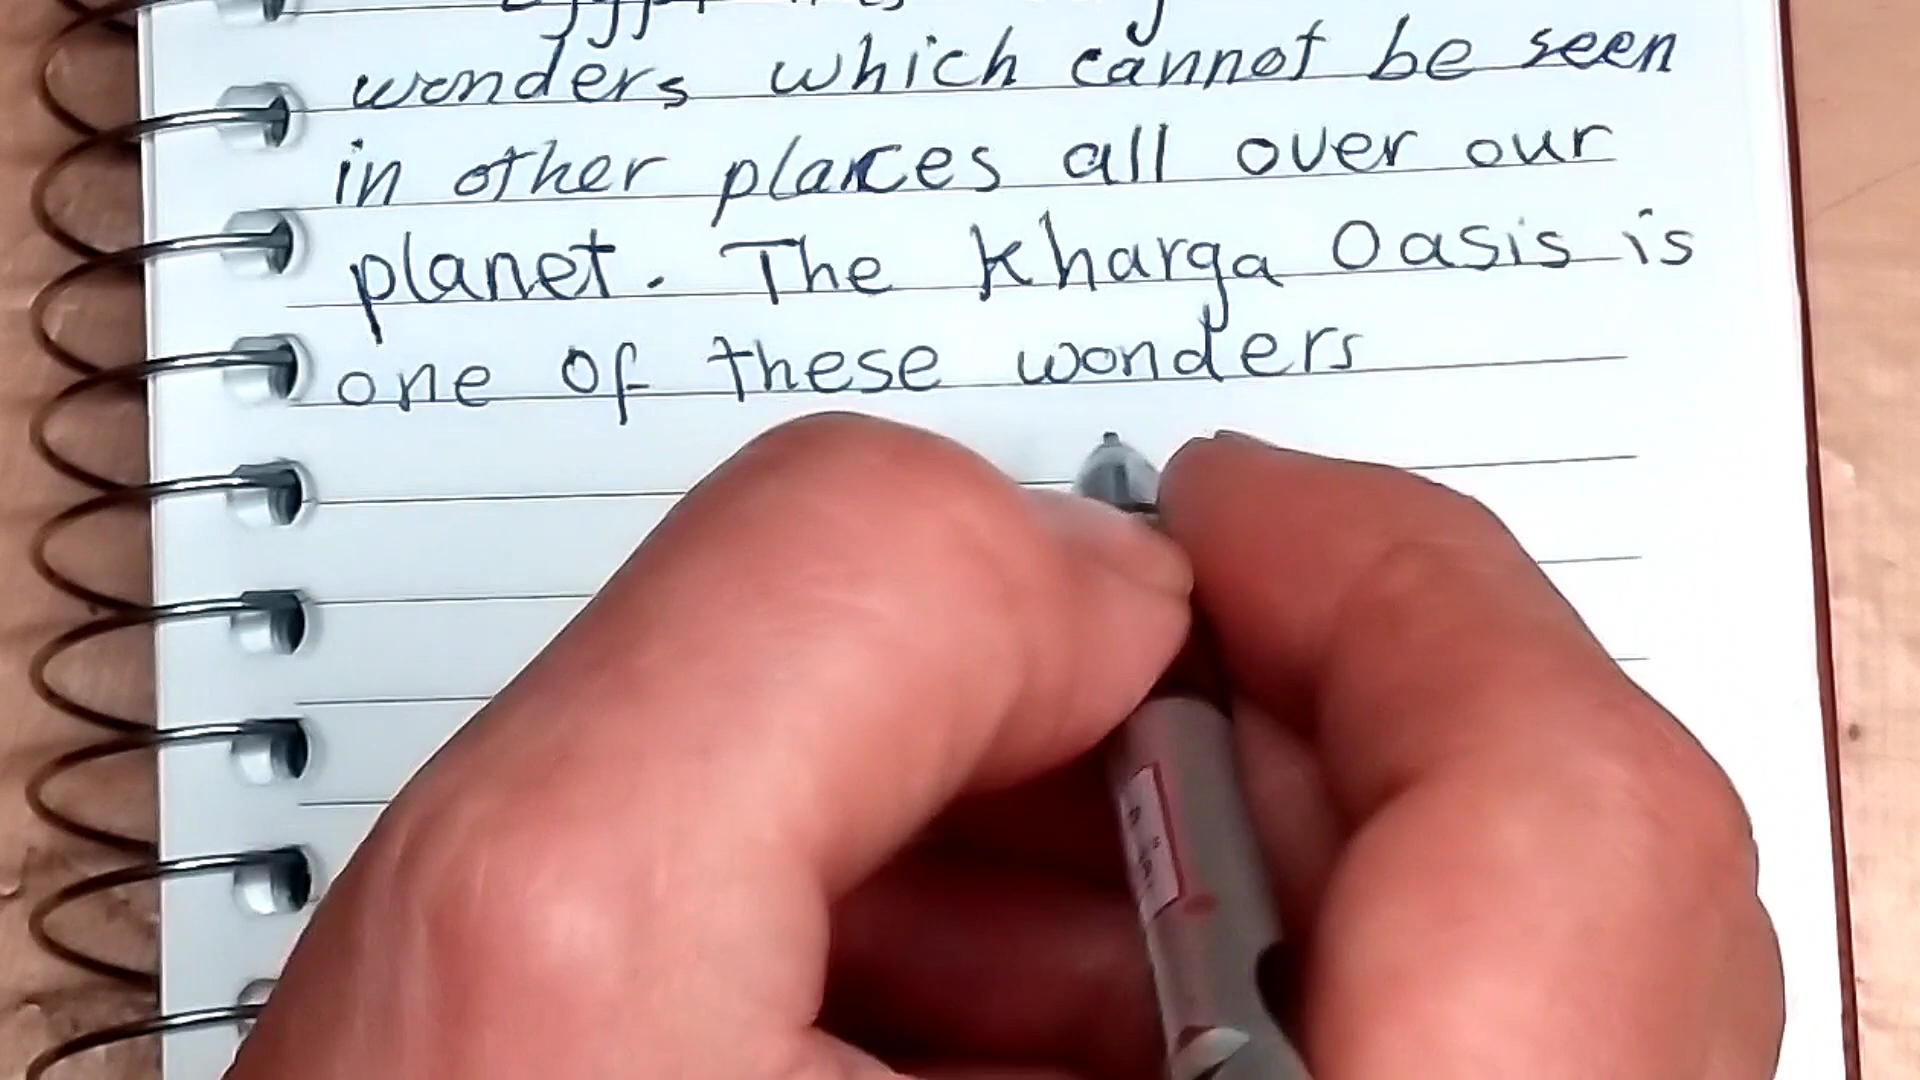 wonders which cannot be seen
in other places all over our
planet. The Kharga Oasis is
one of these wonders